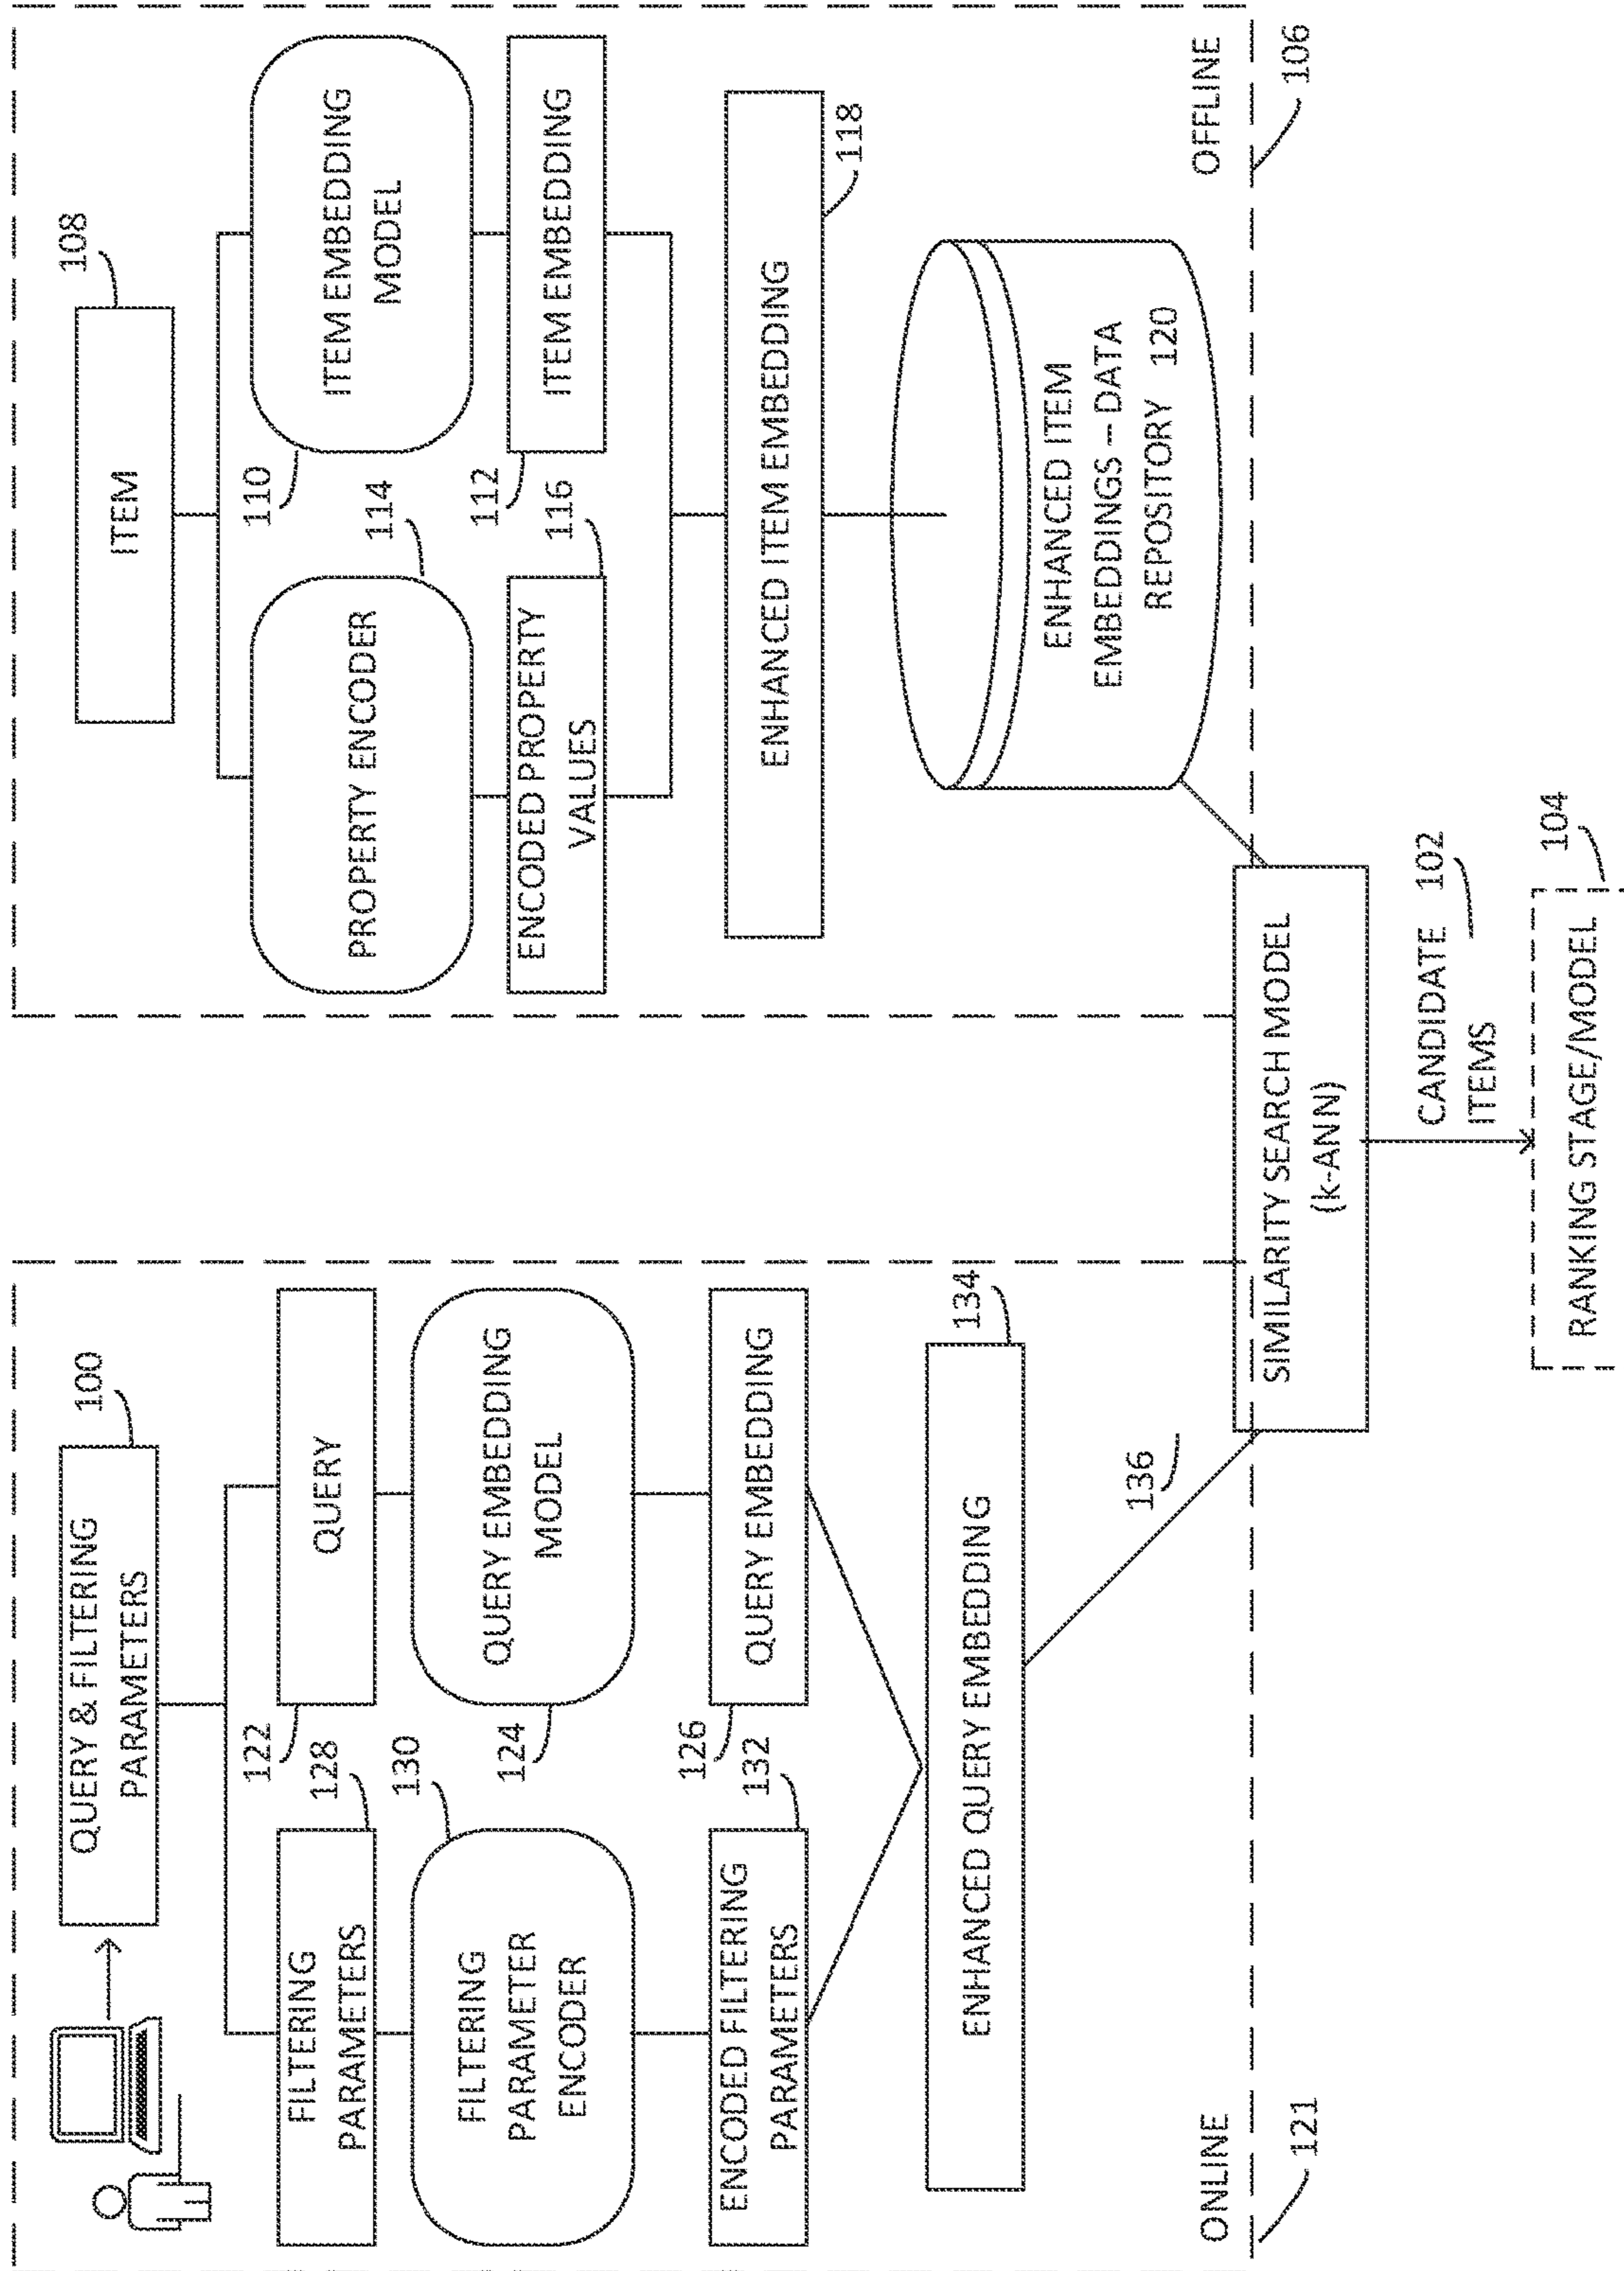 QUERY & FILTERING
PARAMETERS
100
FILTERING
PARAMETERS
128
QUERY
122
FILTERING
PARAMETER
ENCODER
130
QUERY EMBEDDING
MODEL
124
ENCODED FILTERING
PARAMETERS
132
QUERY EMBEDDING
126
ENHANCED QUERY EMBEDDING
134
136
ONLINE
121
ITEM
108
PROPERTY ENCODER
114
ITEM EMBEDDING
MODEL
110
ENCODED PROPERTY
VALUES
116
ITEM EMBEDDING
112
ENHANCED ITEM EMBEDDING
118
ENHANCED ITEM
EMBEDDINGS – DATA
REPOSITORY 120
OFFLINE
106
SIMILARITY SEARCH MODEL
(k-ANN)
CANDIDATE 102
ITEMS
RANKING STAGE/MODEL
104